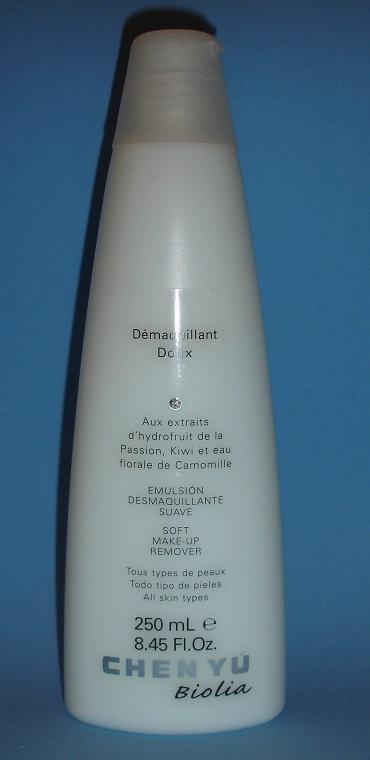 Démaquillant
Doux
Aux extraits
d'hydrofruit de la
Passion, Kiwi et eau
florale de Camomille
EMULSIÓN
DESMAQUILLANTE
SUAVE
SOFT
MAKE-UP
REMOVER
Tous types de peaux
Todo tipo de pieles
All skin types
250 mL ℮
8.45 Fl.Oz.
CHEN YÚ
Biolia